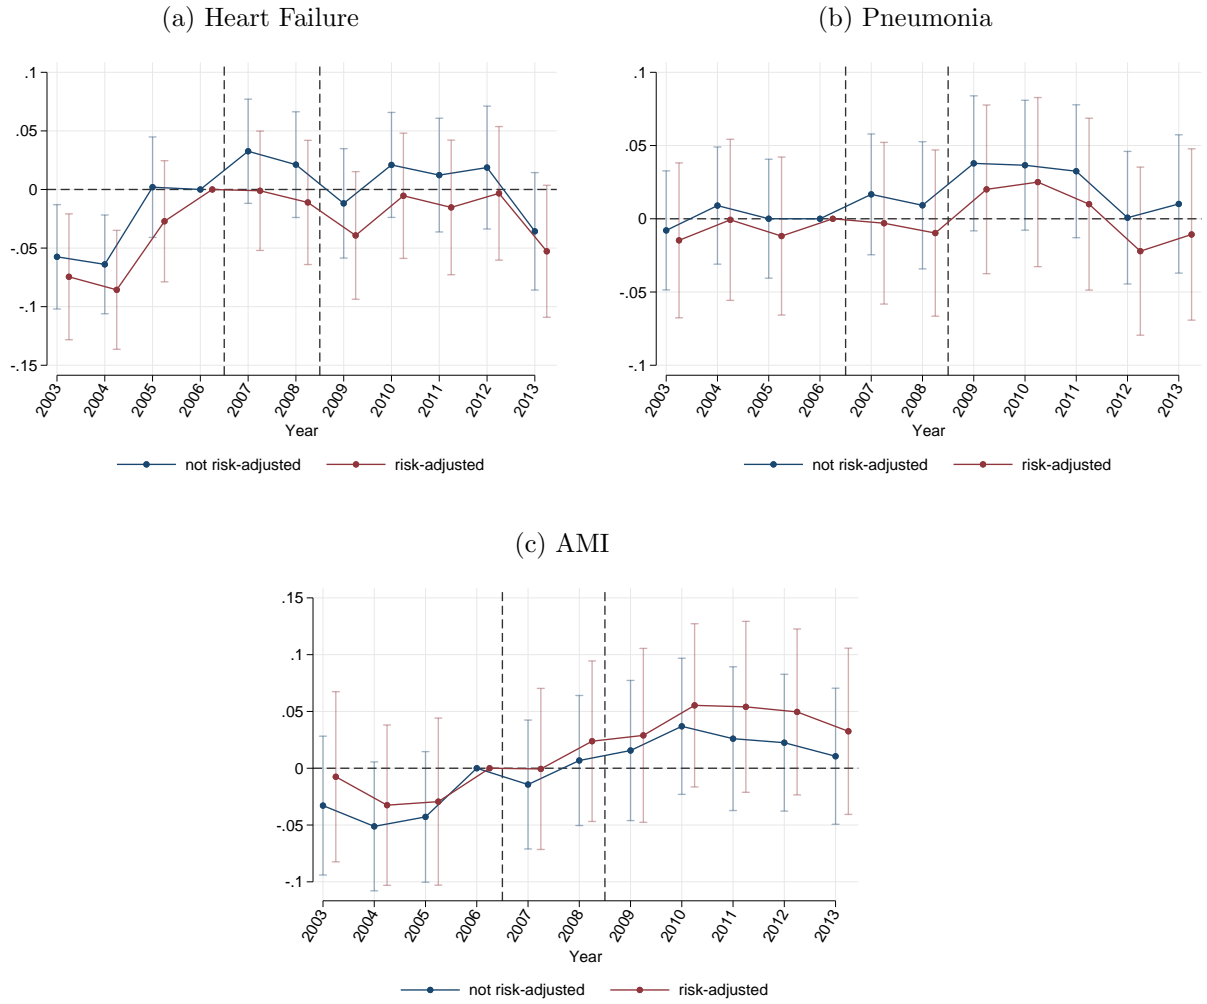 (a) Heart Failure
.1
.05
0
-.05
-.1
-.15
2003 2004 2005 2006 2007 2008 2009 2010 2011 2012 2013
Year
not risk-adjusted risk-adjusted
(b) Pneumonia
.1
.05
0
-.05
-.1
2003 2004 2005 2006 2007 2008 2009 2010 2011 2012 2013
Year
not risk-adjusted risk-adjusted
(c) AMI
.15
.1
.05
0
-.05
-.1
2003 2004 2005 2006 2007 2008 2009 2010 2011 2012 2013
Year
not risk-adjusted risk-adjusted